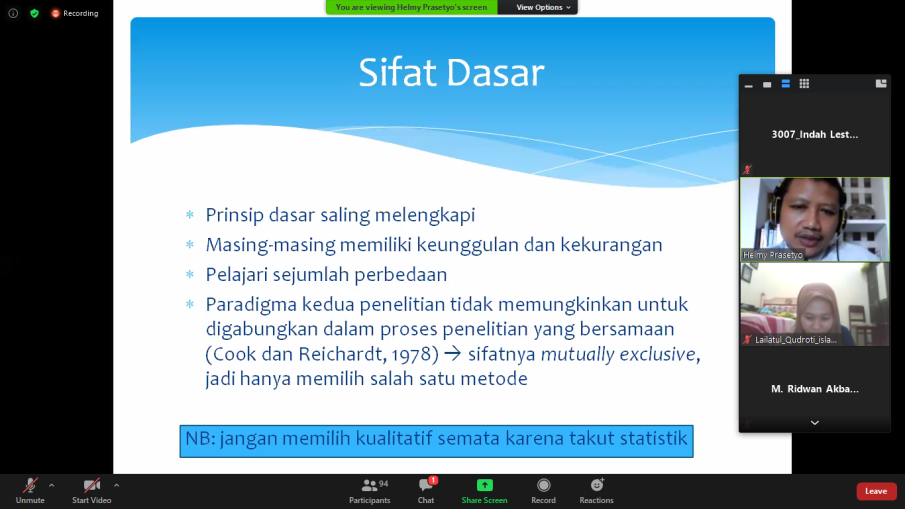 Recording
You are viewing Helmy Prasetyo's screen
View Options
Sifat Dasar
Prinsip dasar saling melengkapi
Masing-masing memiliki keunggulan dan kekurangan
Pelajari sejumlah perbedaan
Paradigma kedua penelitian tidak memungkinkan untuk
digabungkan dalam proses penelitian yang bersamaan
(Cook dan Reichardt, 1978) → sifatnya mutually exclusive,
jadi hanya memilih salah satu metode
NB: jangan memilih kualitatif semata karena takut statistik
3007_Indah Lest...
Helmy Prasetyo
Lailatul_Qudroti_isla...
M. Ridwan Akba...
Unmute
Start Video
Participants
94
Chat
1
Share Screen
Record
Reactions
Leave